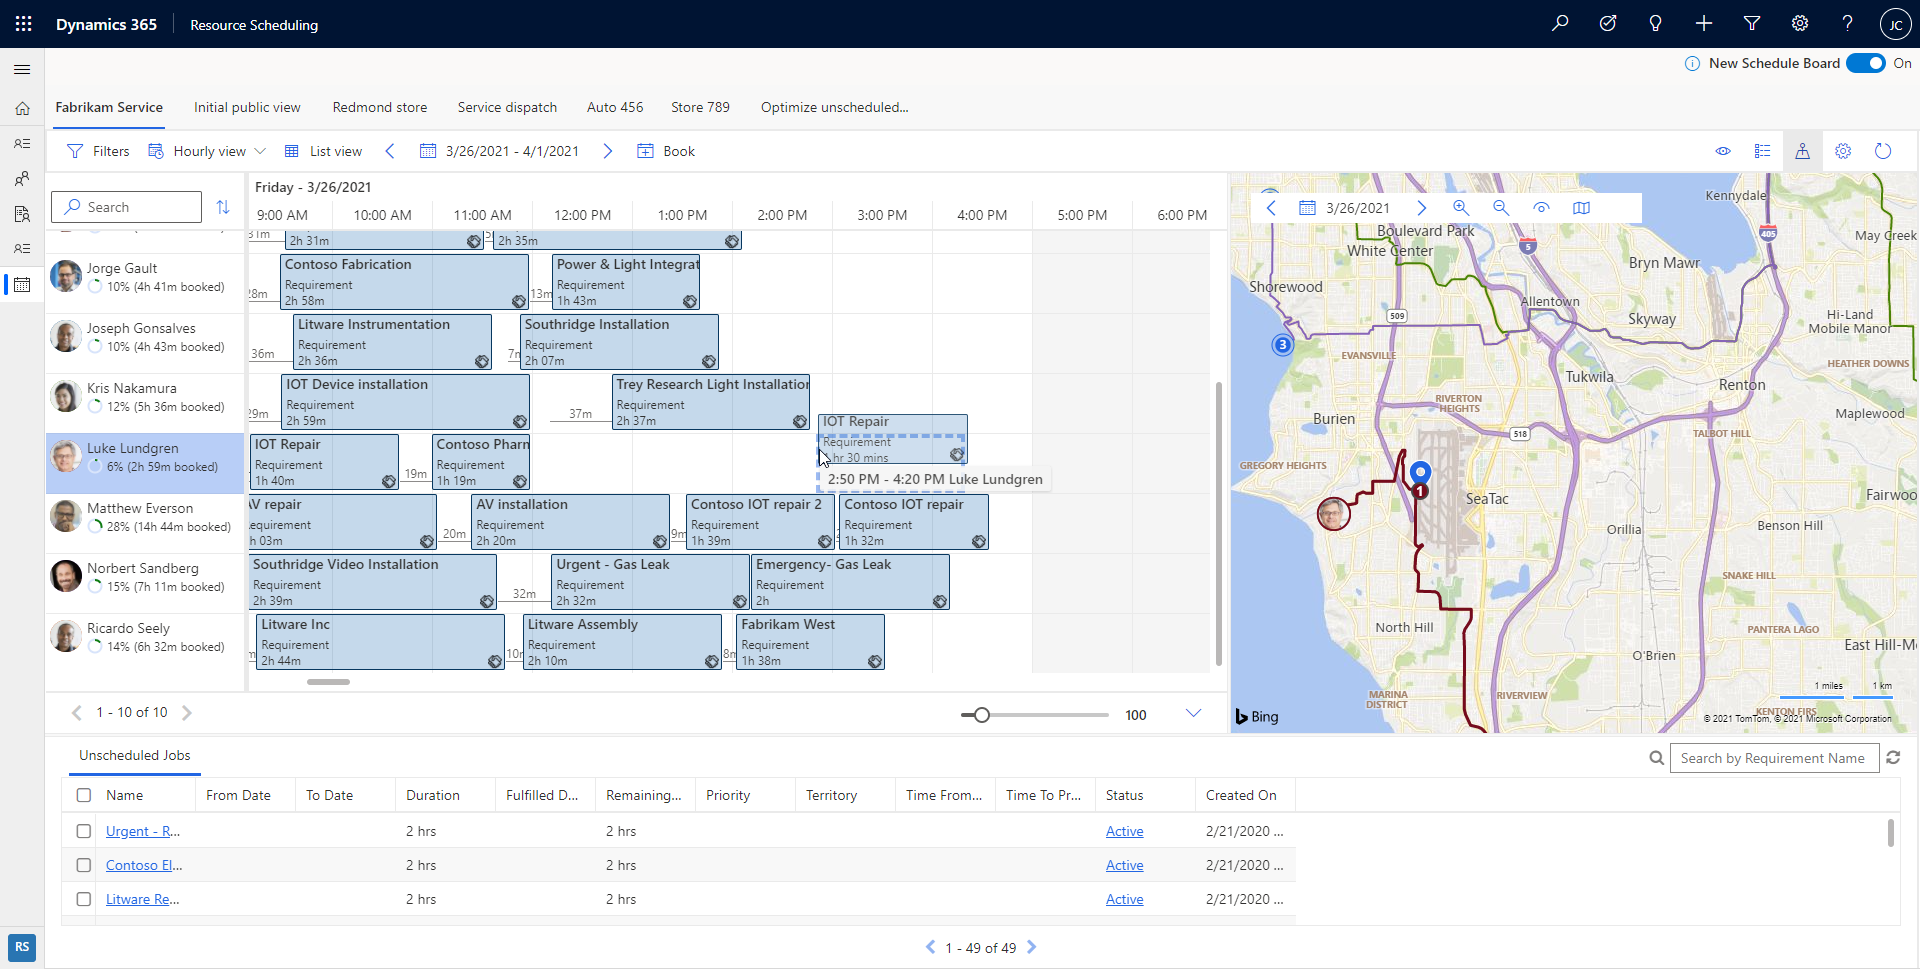 Dynamics 365
Resource Scheduling
JC
New Schedule Board
On
Fabrikam Service
Initial public view
Redmond store
Service dispatch
Auto 456
Store 789
Optimize unscheduled...
Filters
Hourly view
List view
3/26/2021 - 4/1/2021
Book
Search
Friday - 3/26/2021
9:00 AM
10:00 AM
11:00 AM
12:00 PM
1:00 PM
2:00 PM
3:00 PM
4:00 PM
5:00 PM
6:00 PM
2h 31m
2h 35m
Jorge Gault
10% (4h 41m booked)
28m
Contoso Fabrication
Requirement
2h 58m
13m
Power & Light Integrat
Requirement
1h 43m
Joseph Gonsalves
10% (4h 43m booked)
36m
Litware Instrumentation
Requirement
2h 36m
Southridge Installation
Requirement
2h 07m
Kris Nakamura
12% (5h 36m booked)
29m
IOT Device installation
Requirement
2h 59m
37m
Trey Research Light Installation
Requirement
2h 37m
IOT Repair
Requirement
hr 30 mins
2:50 PM - 4:20 PM Luke Lundgren
Luke Lundgren
6% (2h 59m booked)
IOT Repair
Requirement
1h 40m
19m
Contoso Pharm
Requirement
1h 19m
Matthew Everson
28% (14h 44m booked)
AV repair
Requirement
h 03m
20m
AV installation
Requirement
2h 20m
9m
Contoso IOT repair 2
Requirement
1h 39m
Contoso IOT repair
Requirement
1h 32m
Norbert Sandberg
15% (7h 11m booked)
Southridge Video Installation
Requirement
2h 39m
32m
Urgent - Gas Leak
Requirement
2h 32m
Emergency- Gas Leak
Requirement
2h
Ricardo Seely
14% (6h 32m booked)
Litware Inc
Requirement
2h 44m
10m
Litware Assembly
Requirement
2h 10m
8m
Fabrikam West
Requirement
1h 38m
1 - 10 of 10
100
3/26/2021
Kennydale
Boulevard Park
White Center
5
405
May Creek
Bryn Mawr
Shorewood
Allentown
509
Skyway
Hi-Land
Mobile Manor
3
EVANSVILLE
HEATHER DOWNS
Tukwila
Renton
RIVERTON
HEIGHTS
Burien
Maplewood
518
TALBOT HILL
GREGORY HEIGHTS
1
SeaTac
Fairwoo
Orillia
Benson Hill
SNAKE HILL
North Hill
PANTERA LAGO
East Hill-M
O'Brien
MARINA
DISTRICT
RIVERVIEW
1 miles
1 km
KENTON FIRS
Bing
© 2021 TomTom, © 2021 Microsoft Corporation
Unscheduled Jobs
Search by Requirement Name
Name
From Date
To Date
Duration
Fulfilled D...
Remaining...
Priority
Territory
Time From...
Time To Pr...
Status
Created On
Urgent - R...
2 hrs
2 hrs
Active
2/21/2020 ...
Contoso El...
2 hrs
2 hrs
Active
2/21/2020 ...
Litware Re...
2 hrs
2 hrs
Active
2/21/2020 ...
RS
1 - 49 of 49